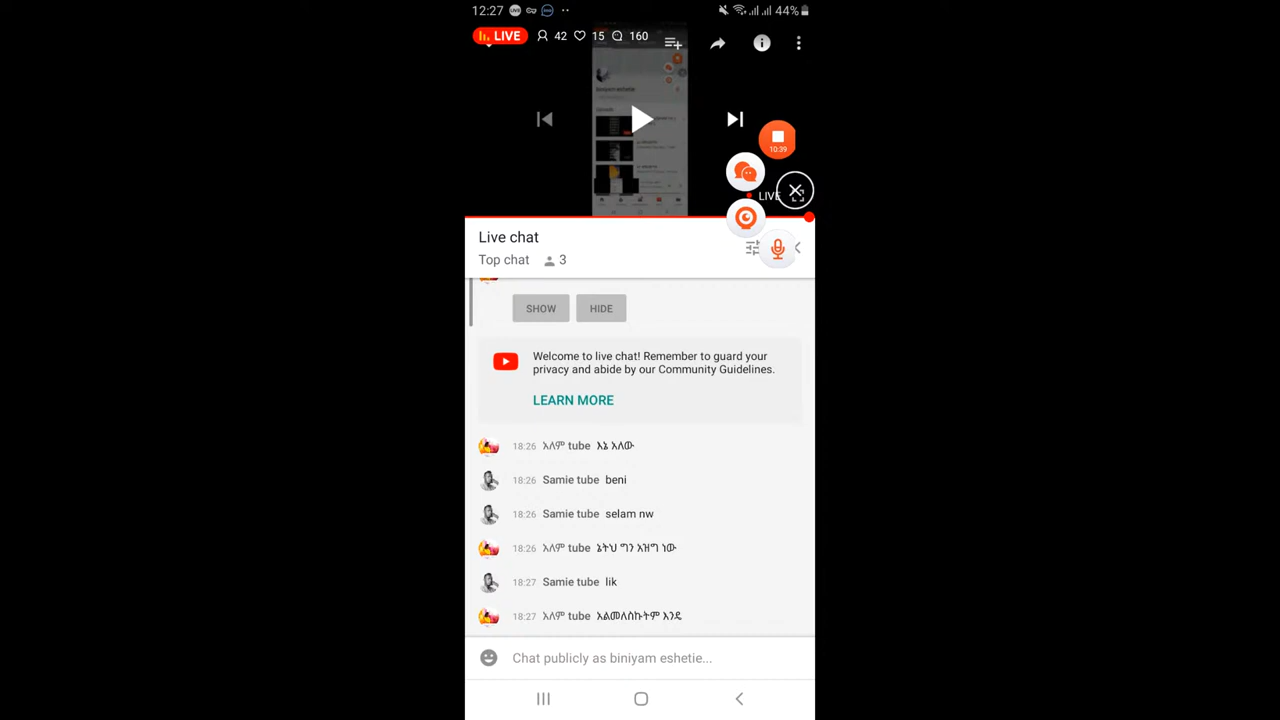 12:27 44%
LIVE 42 15 160
10:39
LIVE
Live chat
Top chat 3
SHOW HIDE
Welcome to live chat! Remember to guard your
privacy and abide by our Community Guidelines.
LEARN MORE
18:26 አለም tube እኔ አለው
18:26 Samie tube beni
18:26 Samie tube selam nw
18:26 አለም tube ኔትህ ግን እዝግ ነው
18:27 Samie tube lik
18:27 አለም tube አልመለስኩትም እንዴ
Chat publicly as biniyam eshetie...